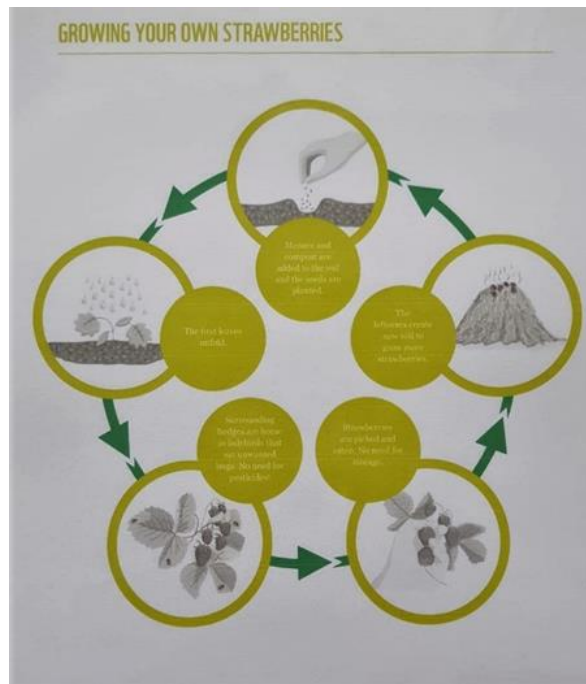 GROWING YOUR OWN STRAWBERRIES
Manure and
compost are
added to the soil
and the seeds are
planted.
The first leaves
unfold.
Surrounding
hedges are home
to ladybirds that
eat unwanted
bugs. No need for
pesticides!
Strawberries
are picked and
eaten. No need for
storage.
The
leftovers create
new soil to
grow more
strawberries.